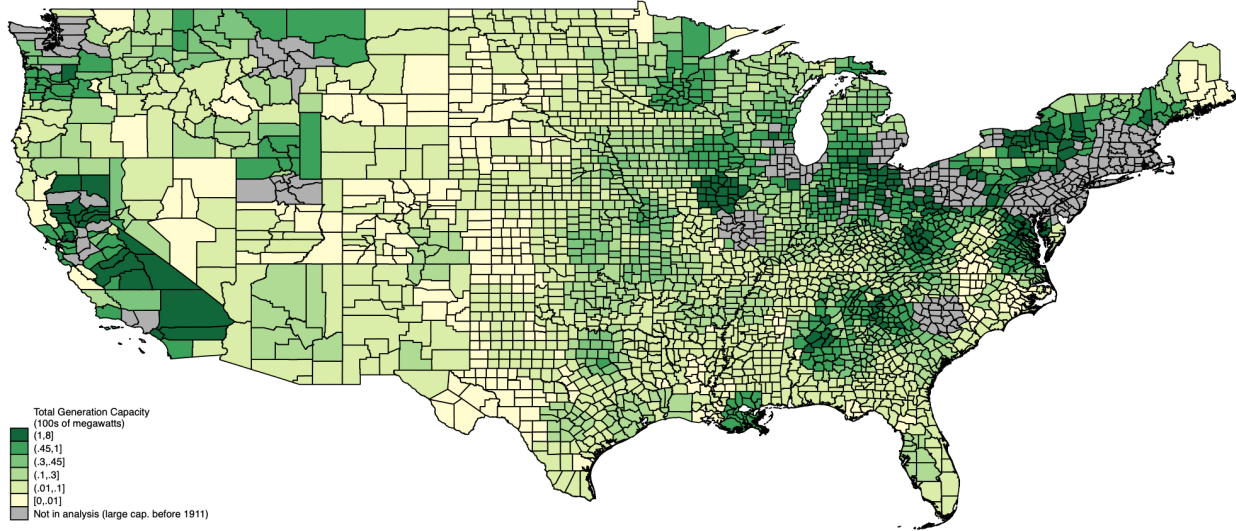 Total Generation Capacity
(100s of megawatts)
(1,8]
(.45,1]
(.3,.45]
(.1,.3]
(.01,.1]
[0,.01]
Not in analysis (large cap. before 1911)